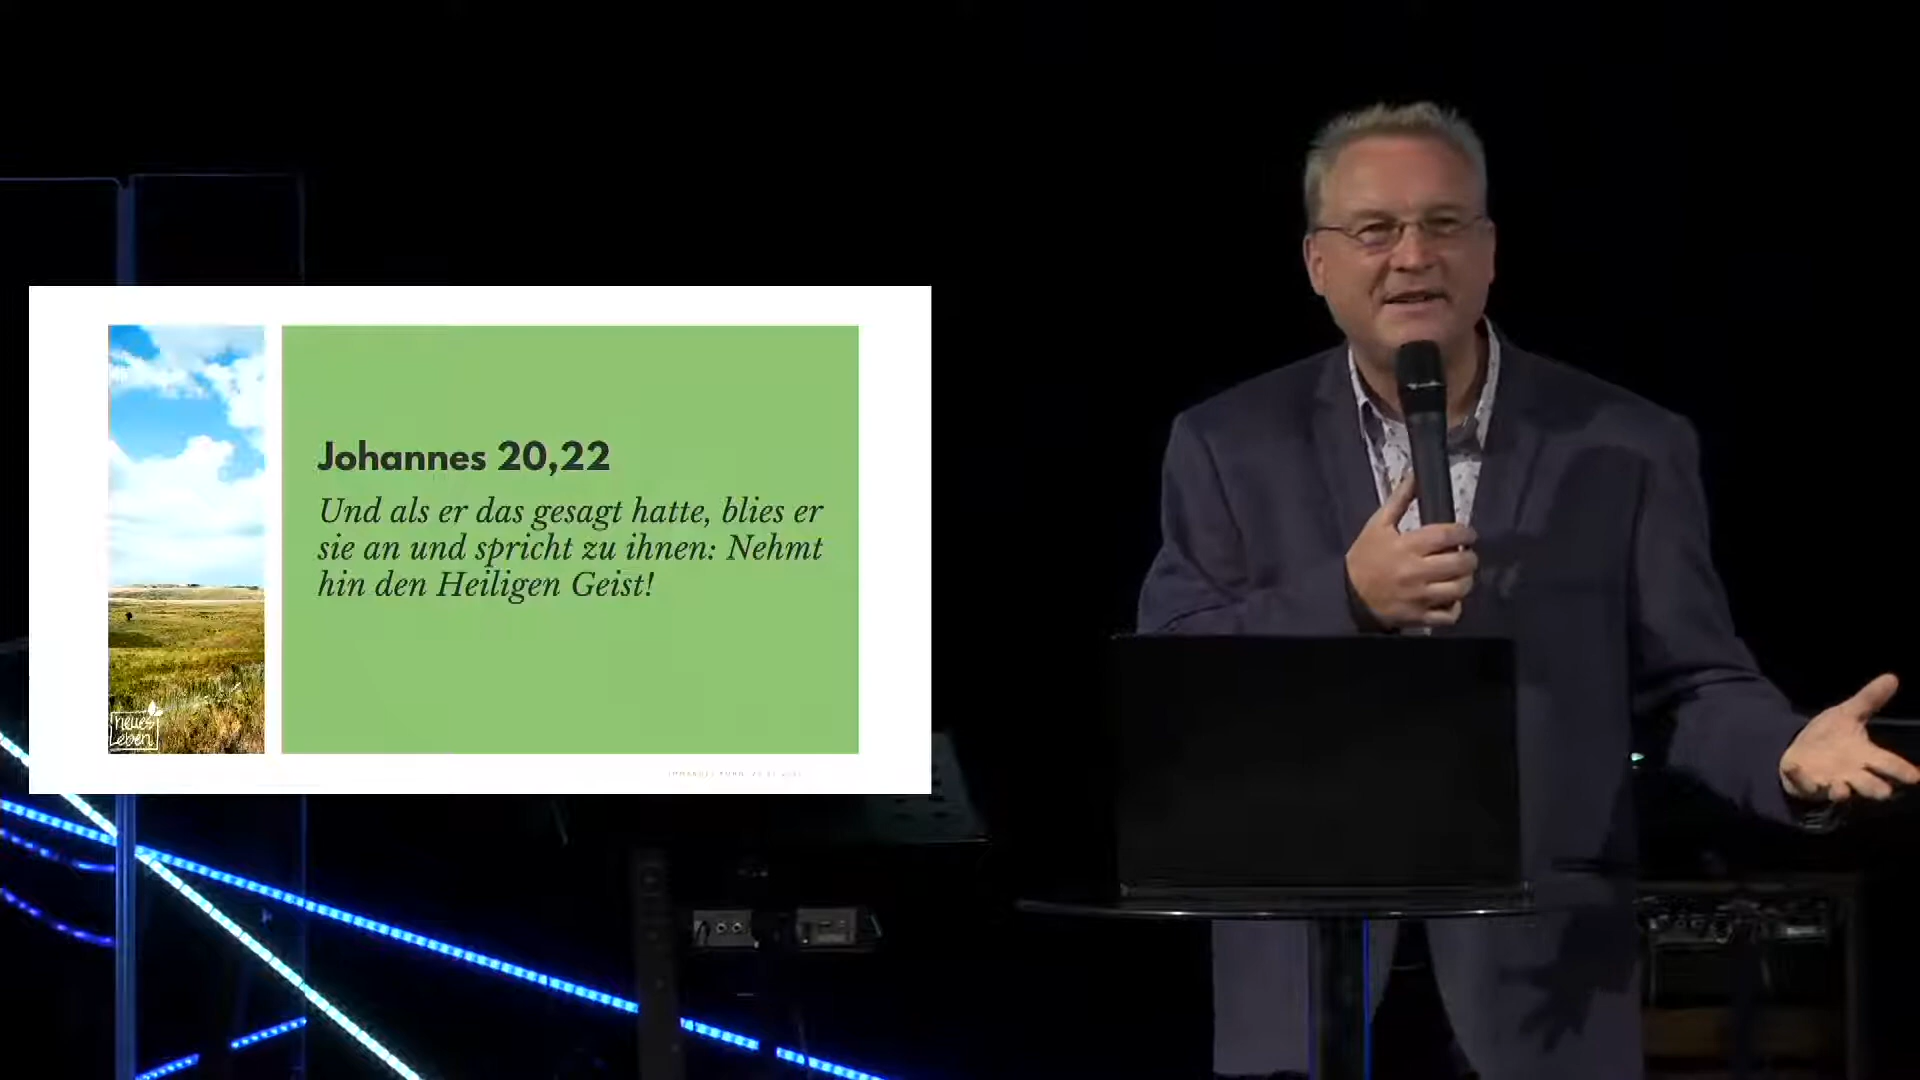 Johannes 20,22
Und als er das gesagt hatte, blies er
sie an und spricht zu ihnen: Nehmt
hin den Heiligen Geist!
neues
Leben